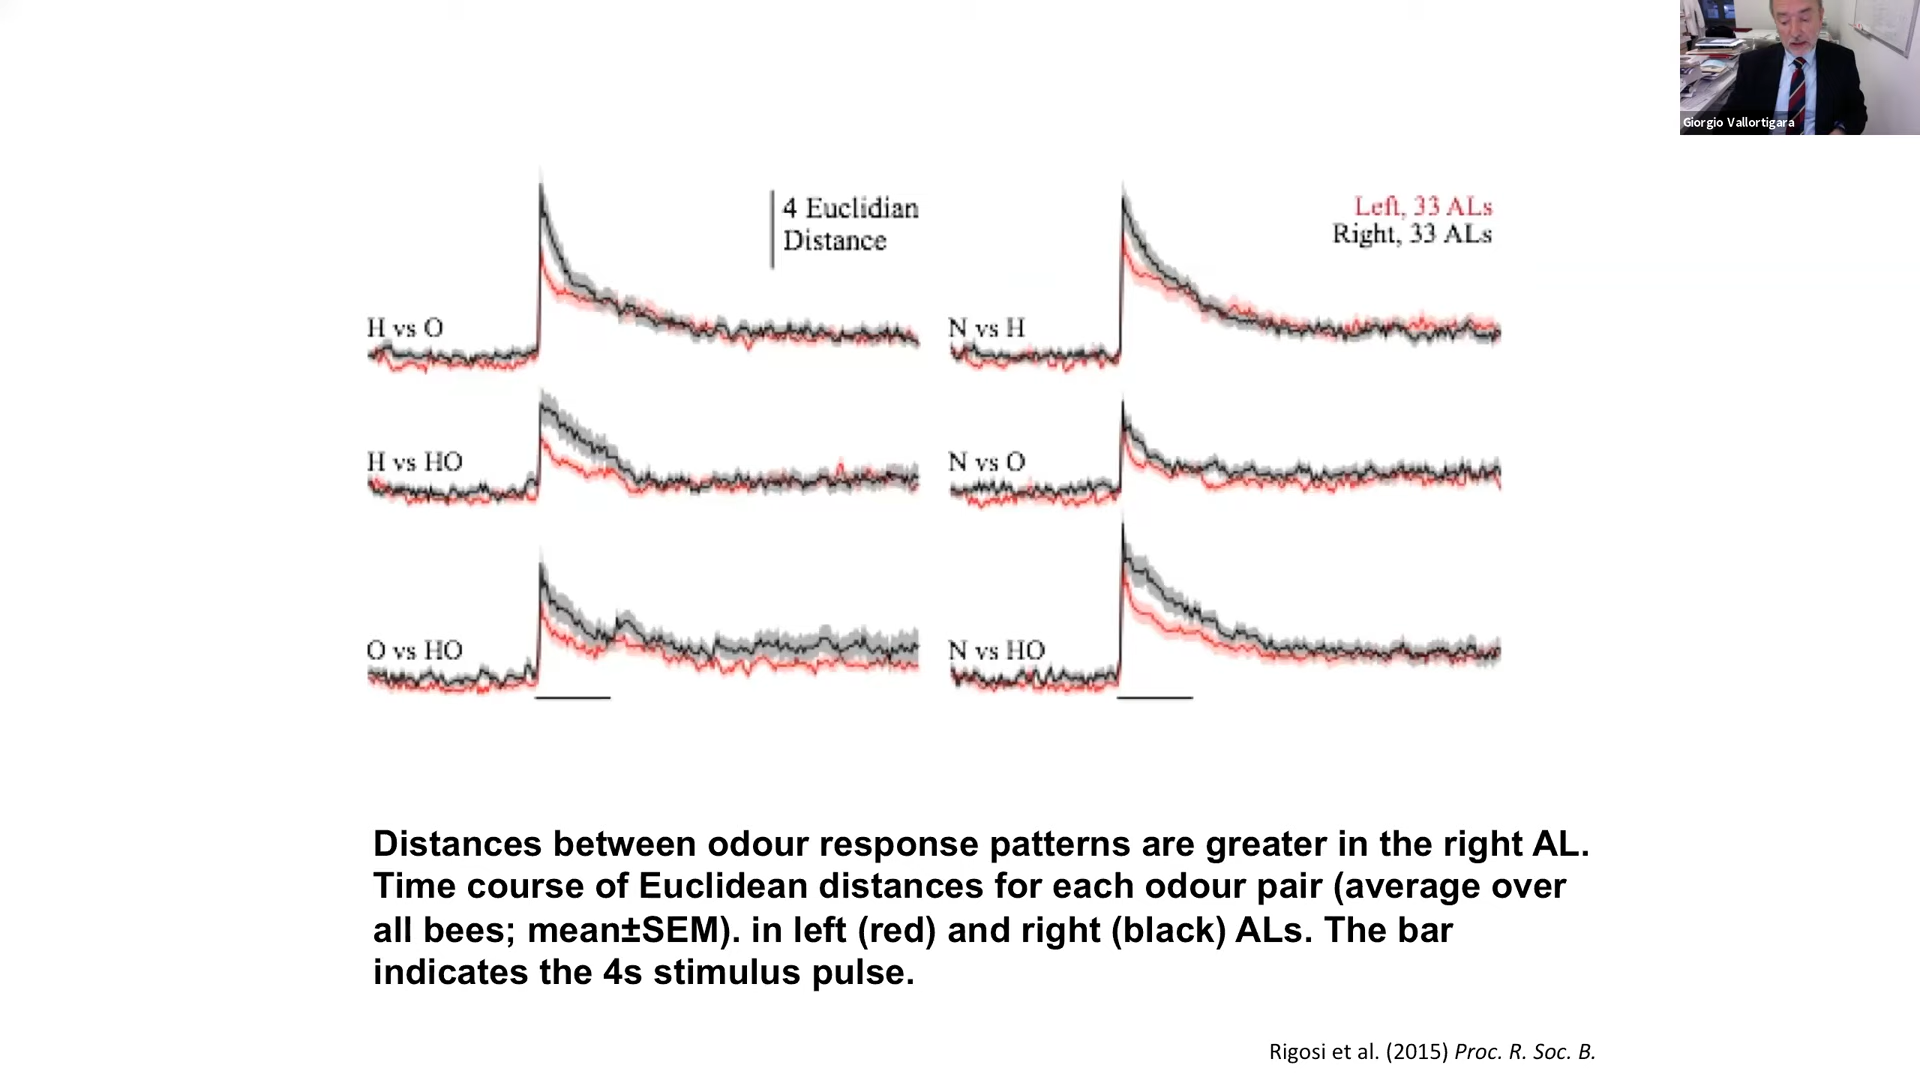 Giorgio Vallortigara
4 Euclidian
Distance
Left, 33 ALs
Right, 33 ALs
H vs O
N vs H
H vs HO
N vs O
O vs HO
N vs HO
Distances between odour response patterns are greater in the right AL.
Time course of Euclidean distances for each odour pair (average over
all bees; mean±SEM). in left (red) and right (black) ALs. The bar
indicates the 4s stimulus pulse.
Rigosi et al. (2015) Proc. R. Soc. B.